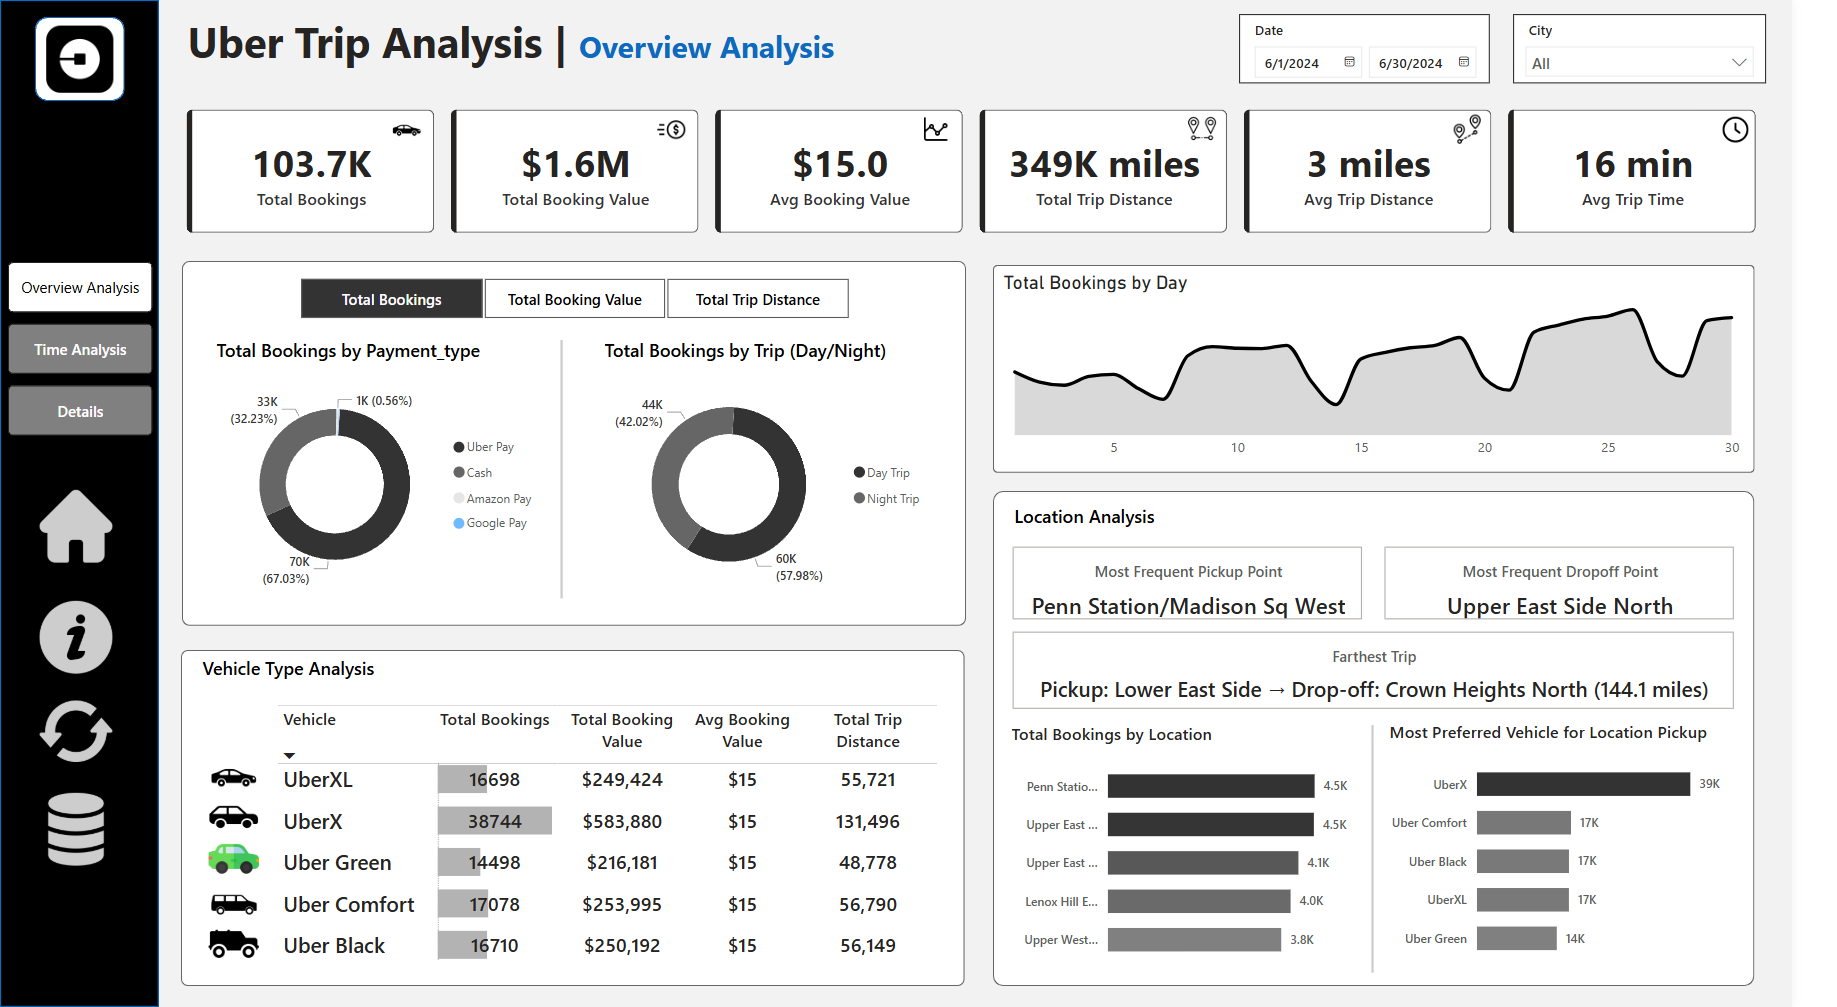 Uber Trip Analysis | Overview Analysis
Date
6/1/2024
6/30/2024
City
All
103.7K
Total Bookings
$1.6M
Total Booking Value
$15.0
Avg Booking Value
349K miles
Total Trip Distance
3 miles
Avg Trip Distance
16 min
Avg Trip Time
Overview Analysis
Time Analysis
Details
Total Bookings
Total Booking Value
Total Trip Distance
Total Bookings by Payment_type
33K
(32.23%)
1K (0.56%)
70K
(67.03%)
Uber Pay
Cash
Amazon Pay
Google Pay
Total Bookings by Trip (Day/Night)
44K
(42.02%)
60K
(57.98%)
Day Trip
Night Trip
Total Bookings by Day
5 10 15 20 25 30
Vehicle Type Analysis
Vehicle Total Bookings Total Booking Avg Booking Total Trip
Value Value Distance
UberXL 16698 $249,424 $15 55,721
UberX 38744 $583,880 $15 131,496
Uber Green 14498 $216,181 $15 48,778
Uber Comfort 17078 $253,995 $15 56,790
Uber Black 16710 $250,192 $15 56,149
Location Analysis
Most Frequent Pickup Point
Penn Station/Madison Sq West
Most Frequent Dropoff Point
Upper East Side North
Farthest Trip
Pickup: Lower East Side → Drop-off: Crown Heights North (144.1 miles)
Total Bookings by Location
Penn Statio... 4.5K
Upper East ... 4.5K
Upper East ... 4.1K
Lenox Hill E... 4.0K
Upper West... 3.8K
Most Preferred Vehicle for Location Pickup
UberX 39K
Uber Comfort 17K
Uber Black 17K
UberXL 17K
Uber Green 14K